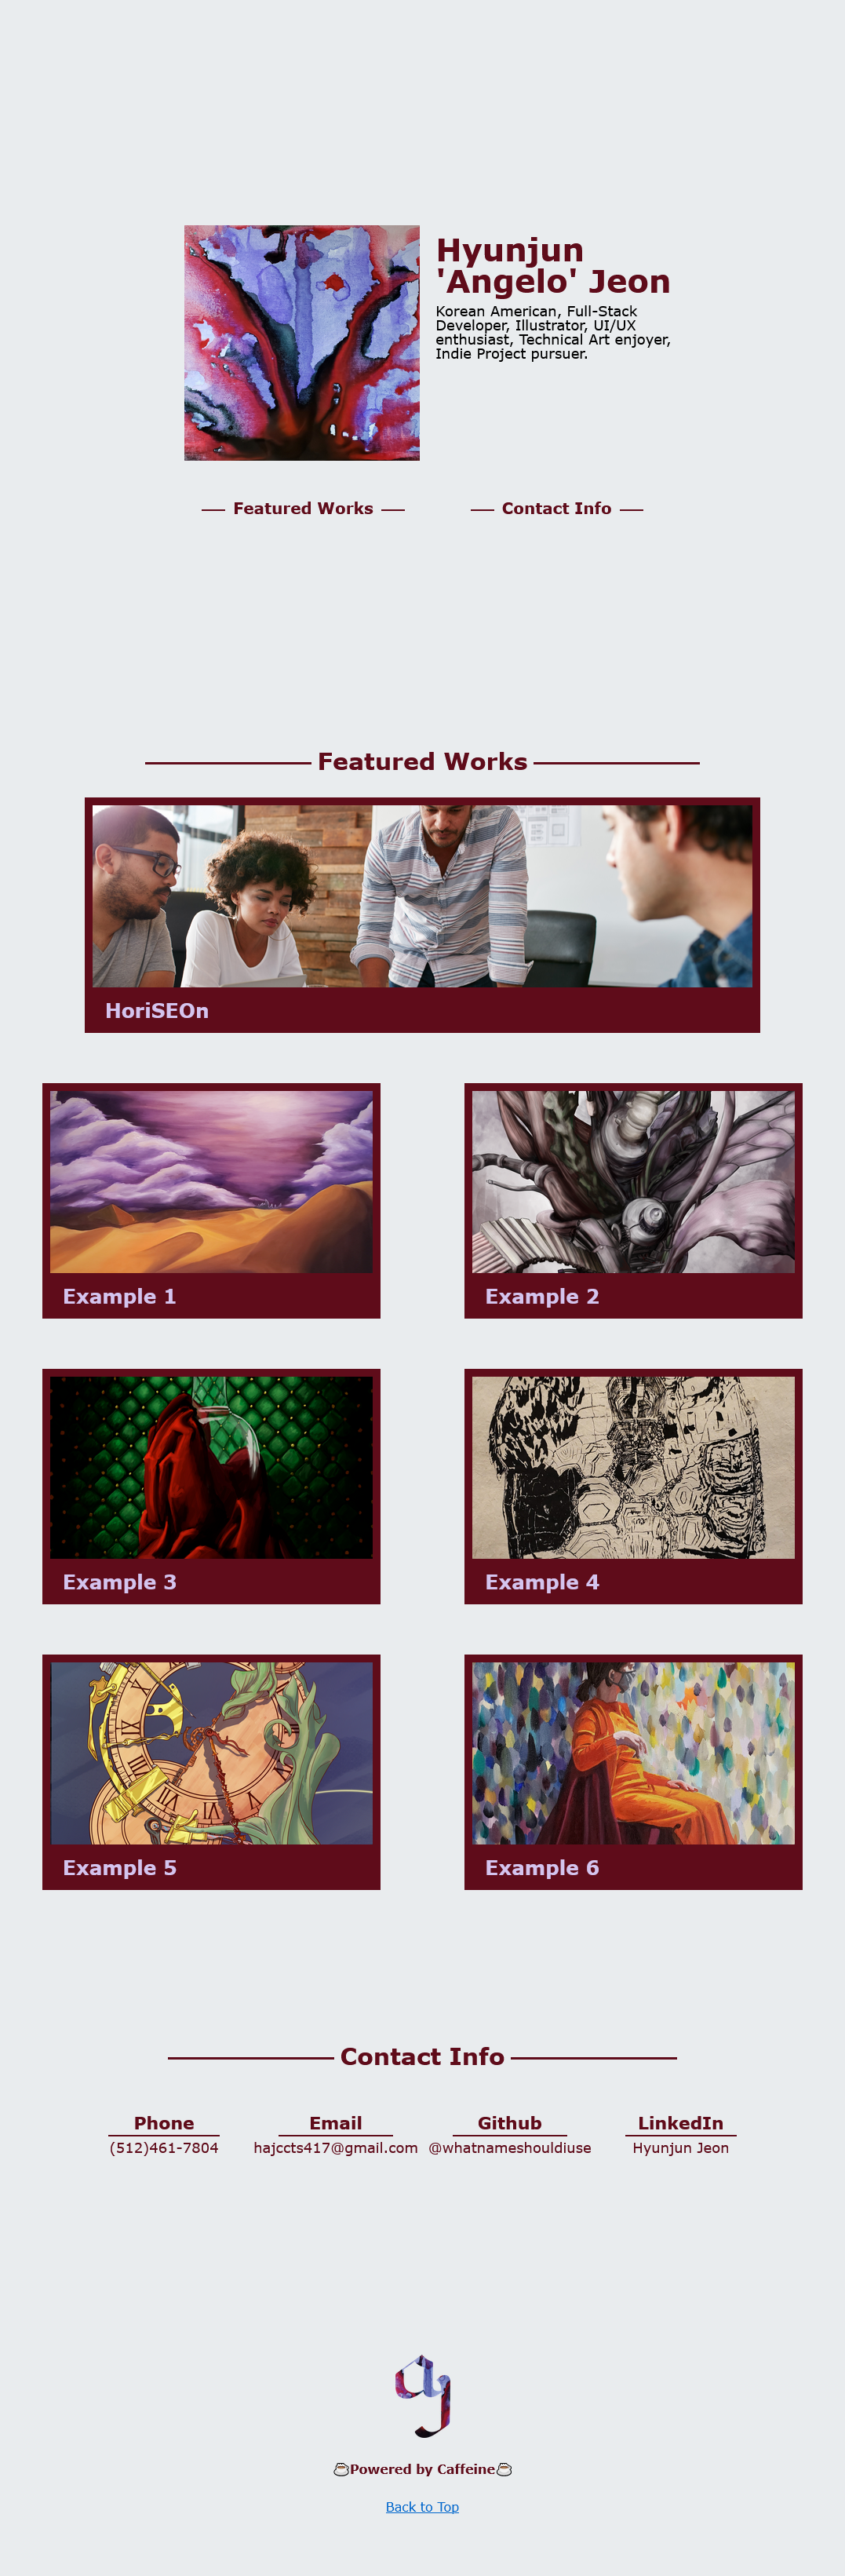 Hyunjun
'Angelo' Jeon
Korean American, Full-Stack
Developer, Illustrator, UI/UX
enthusiast, Technical Art enjoyer,
Indie Project pursuer.
Featured Works
Contact Info
Featured Works
HoriSEOn
Example 1
Example 2
Example 3
Example 4
Example 5
Example 6
Contact Info
Phone
(512)461-7804
Email
hajccts417@gmail.com
Github
@whatnameshouldiuse
LinkedIn
Hyunjun Jeon
☕Powered by Caffeine☕
Back to Top